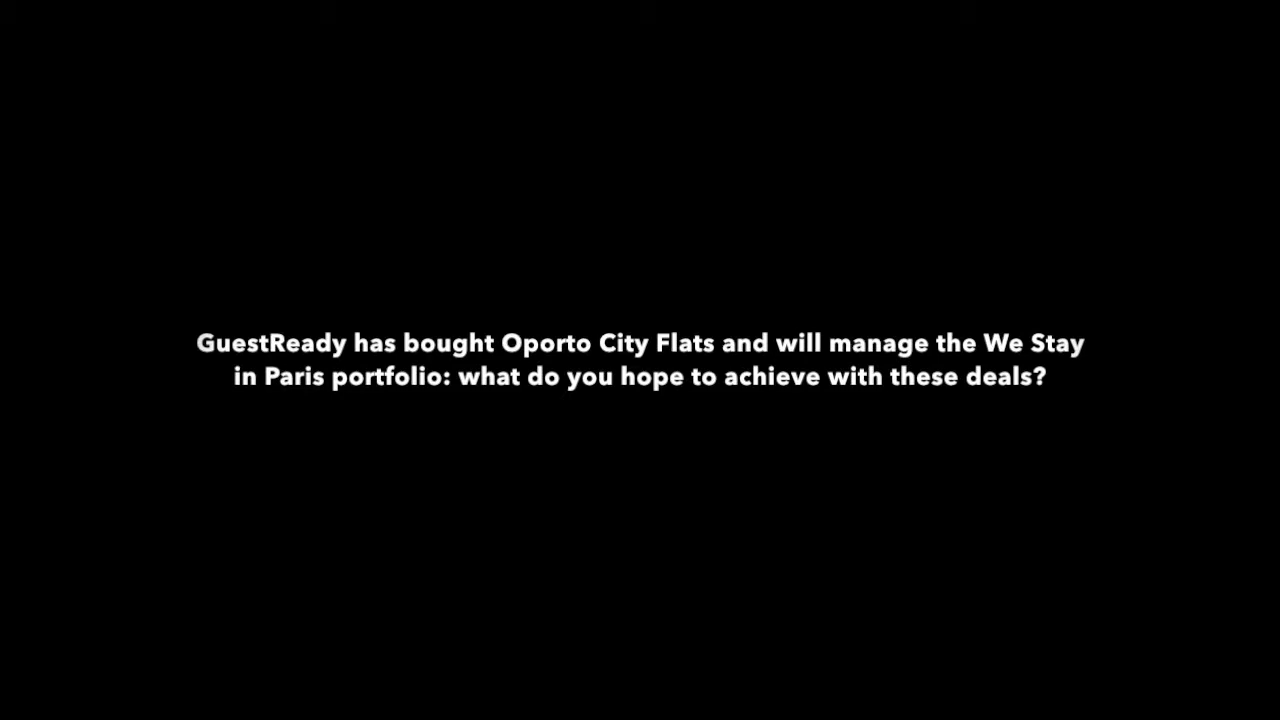 GuestReady has bought Oporto City Flats and will manage the We Stay
in Paris portfolio: what do you hope to achieve with these deals?